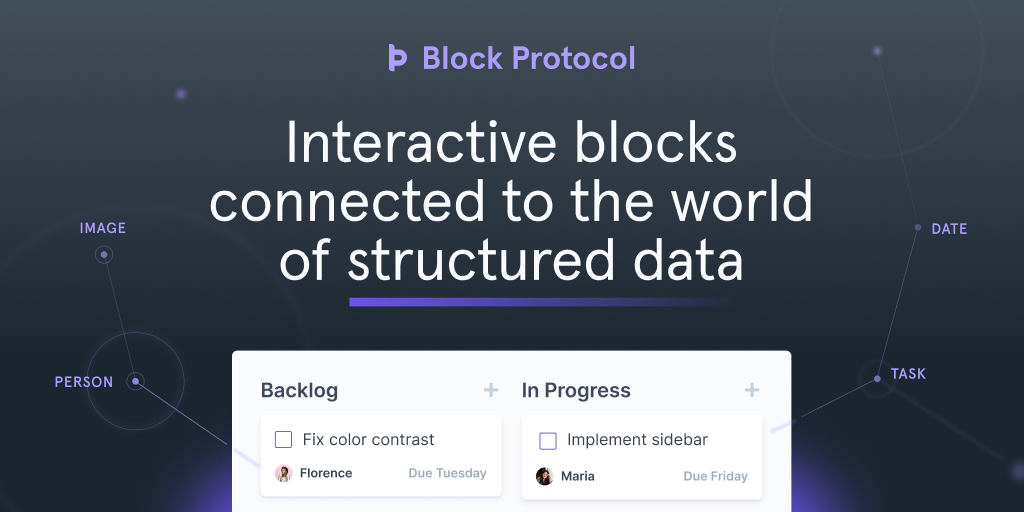 Block Protocol
Interactive blocks
connected to the world
of structured data
IMAGE
DATE
PERSON
TASK
Backlog
In Progress
Fix color contrast
Implement sidebar
Florence Due Tuesday
Maria Due Friday